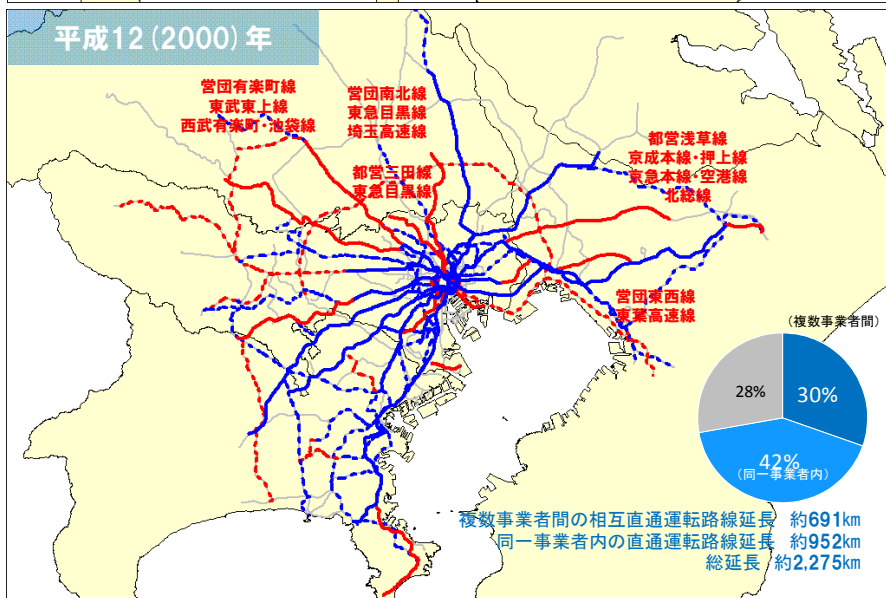 平成12(2000)年
営団有楽町線
東武東上線
西武有楽町・池袋線
営団南北線
東急目黒線
埼玉高速線
都営三田線
東急目黒線
都営浅草線
京成本線・押上線
京急本線・空港線
北総線
営団東西線
東葉高速線
(複数事業者間)
28%
30%
42%
(同一事業者内)
複数事業者間の相互直通運転路線延長 約691km
同一事業者内の直通運転路線延長 約952km
総延長 約2,275km